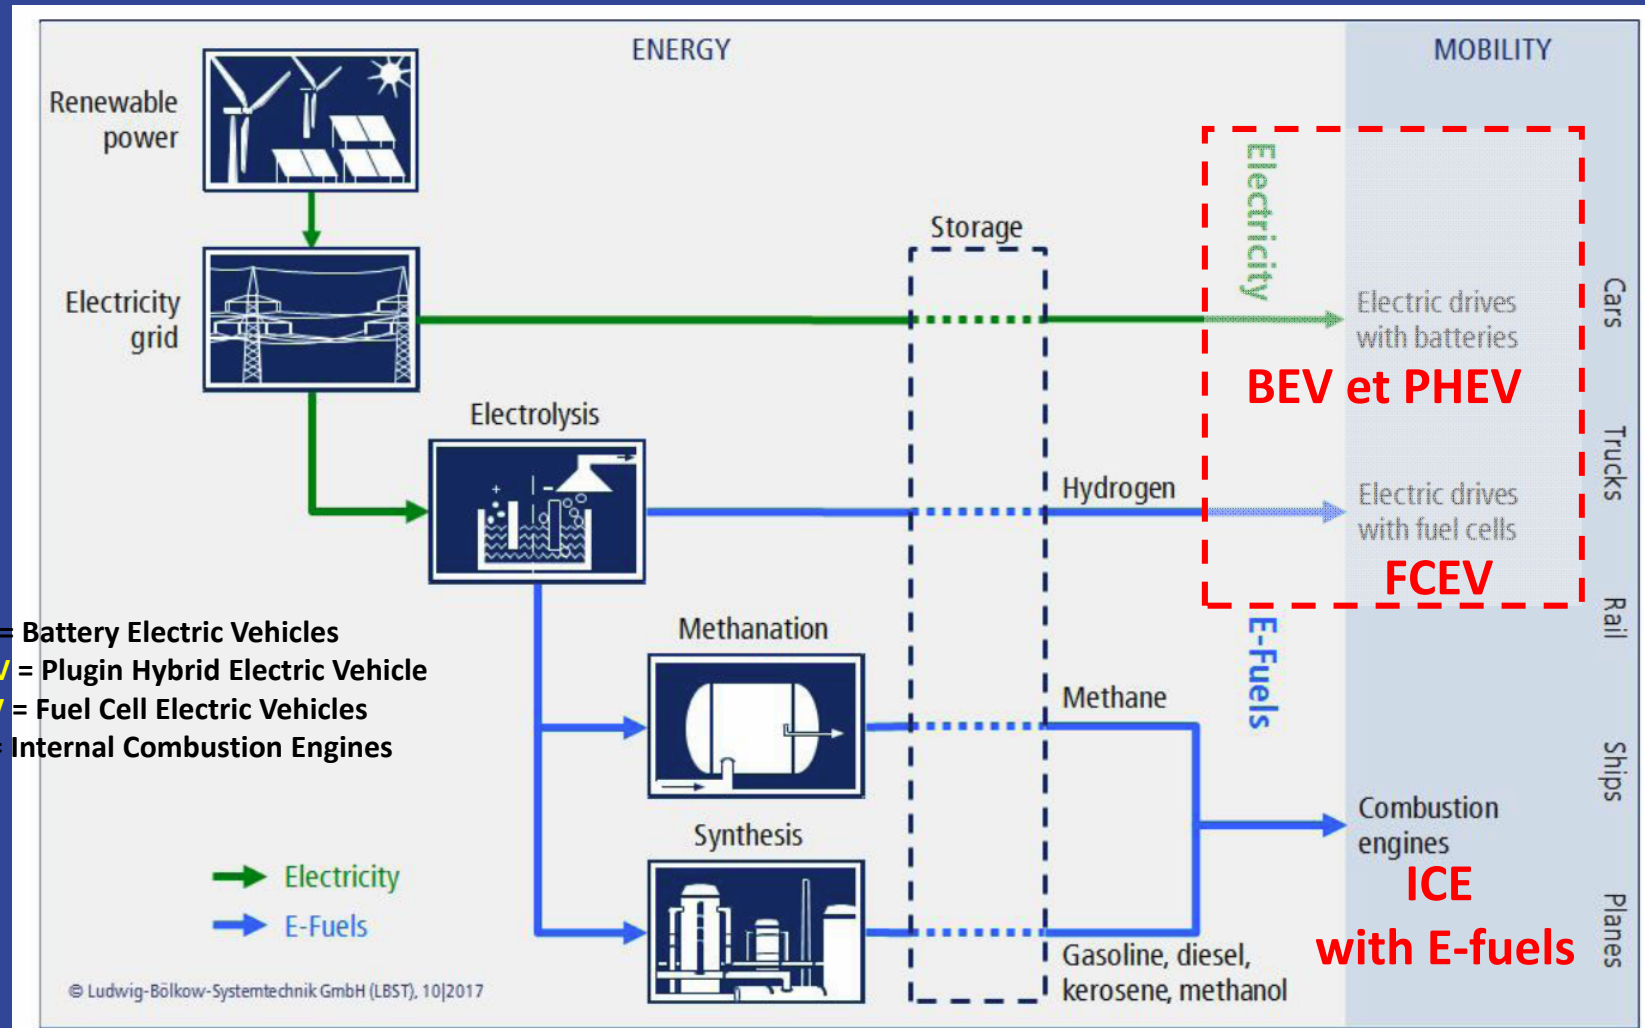 ENERGY
MOBILITY
Renewable
power
Electricity
Storage
Electricity
grid
Electric drives
with batteries
BEV et PHEV
Cars
Electrolysis
Trucks
Hydrogen
Electric drives
with fuel cells
FCEV
Rail
= Battery Electric Vehicles
V = Plugin Hybrid Electric Vehicle
= Fuel Cell Electric Vehicles
= Internal Combustion Engines
Methanation
E-Fuels
Methane
Ships
Combustion
engines
Synthesis
ICE
with E-fuels
Planes
Electricity
E-Fuels
Gasoline, diesel,
kerosene, methanol
© Ludwig-Bölkow-Systemtechnik GmbH (LBST), 10|2017